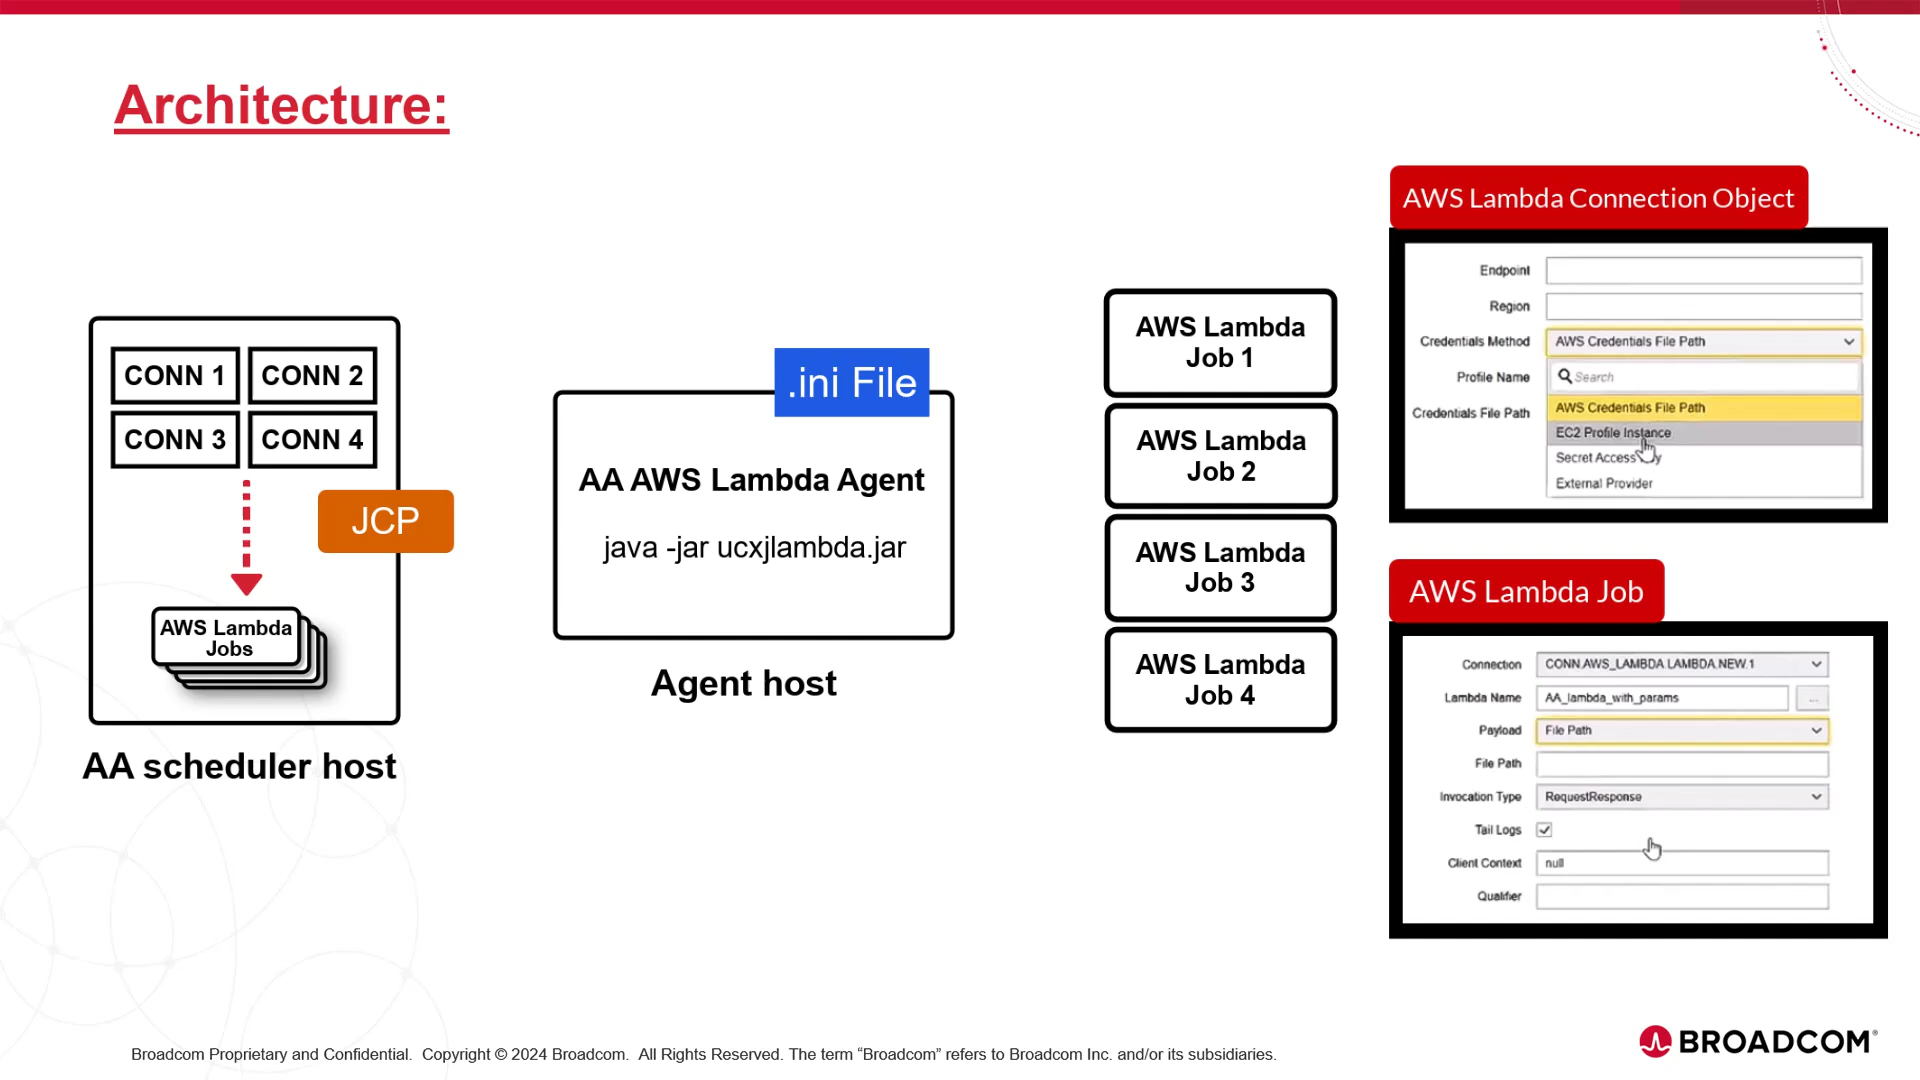 Architecture:
CONN 1
CONN 2
CONN 3
CONN 4
JCP
AWS Lambda
Jobs
AA scheduler host
.ini File
AA AWS Lambda Agent
java -jar ucxjlambda.jar
Agent host
AWS Lambda
Job 1
AWS Lambda
Job 2
AWS Lambda
Job 3
AWS Lambda
Job 4
AWS Lambda Connection Object
Endpoint
Region
Credentials Method AWS Credentials File Path
Profile Name Search
AWS Credentials File Path
Credentials File Path
EC2 Profile Instance
Secret Access
External Provider
AWS Lambda Job
Connection CONN.AWS_LAMBDA.LAMBDA.NEW.1
Lambda Name AA_lambda_with_params ...
Payload File Path
File Path
Invocation Type RequestResponse
Tail Logs
Client Context null
Qualifier
Broadcom Proprietary and Confidential. Copyright © 2024 Broadcom. All Rights Reserved. The term “Broadcom” refers to Broadcom Inc. and/or its subsidiaries.
BROADCOM®